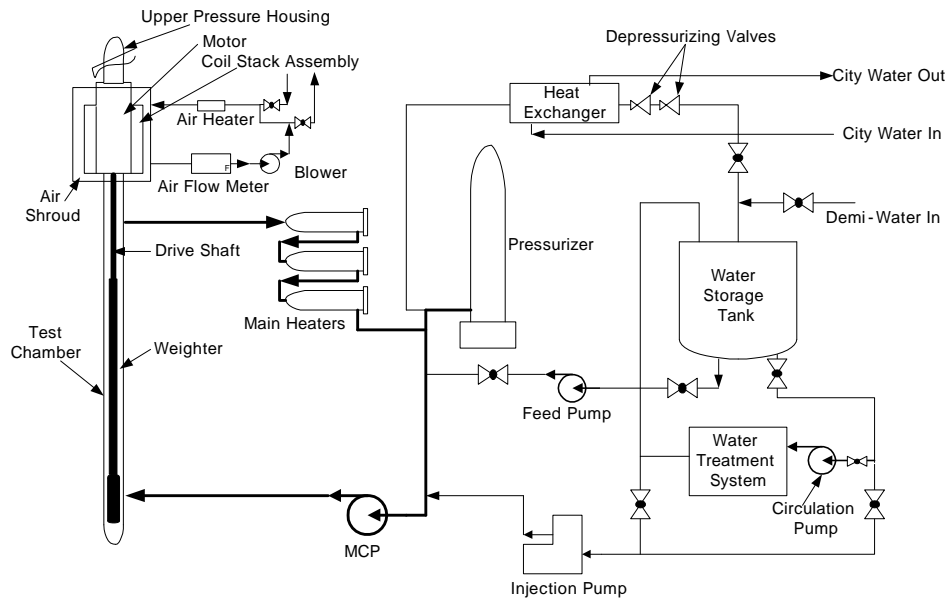 Upper Pressure Housing
Motor
Coil Stack Assembly
Air Heater
F
Air Flow Meter
Blower
Air
Shroud
Drive Shaft
Main Heaters
Test
Chamber
Weighter
MCP
Depressurizing Valves
City Water Out
Heat
Exchanger
City Water In
Demi-Water In
Pressurizer
Water
Storage
Tank
Feed Pump
Water
Treatment
System
Circulation
Pump
Injection Pump